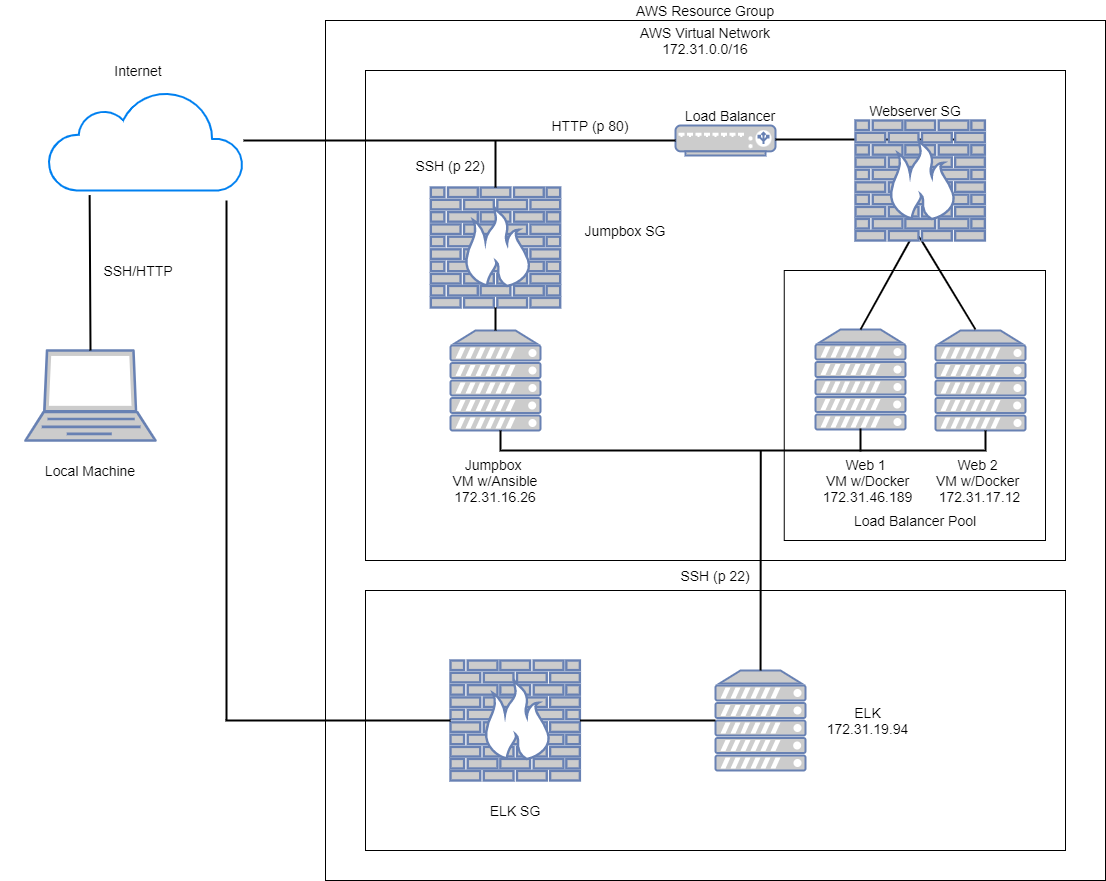 AWS Resource Group
AWS Virtual Network
172.31.0.0/16
Internet
HTTP (p 80)
Load Balancer
Webserver SG
SSH (p 22)
Jumpbox SG
SSH/HTTP
Local Machine
Jumpbox
VM w/Ansible
172.31.16.26
Web 1
VM w/Docker
172.31.46.189
Web 2
VM w/Docker
172.31.17.12
Load Balancer Pool
SSH (p 22)
ELK
172.31.19.94
ELK SG